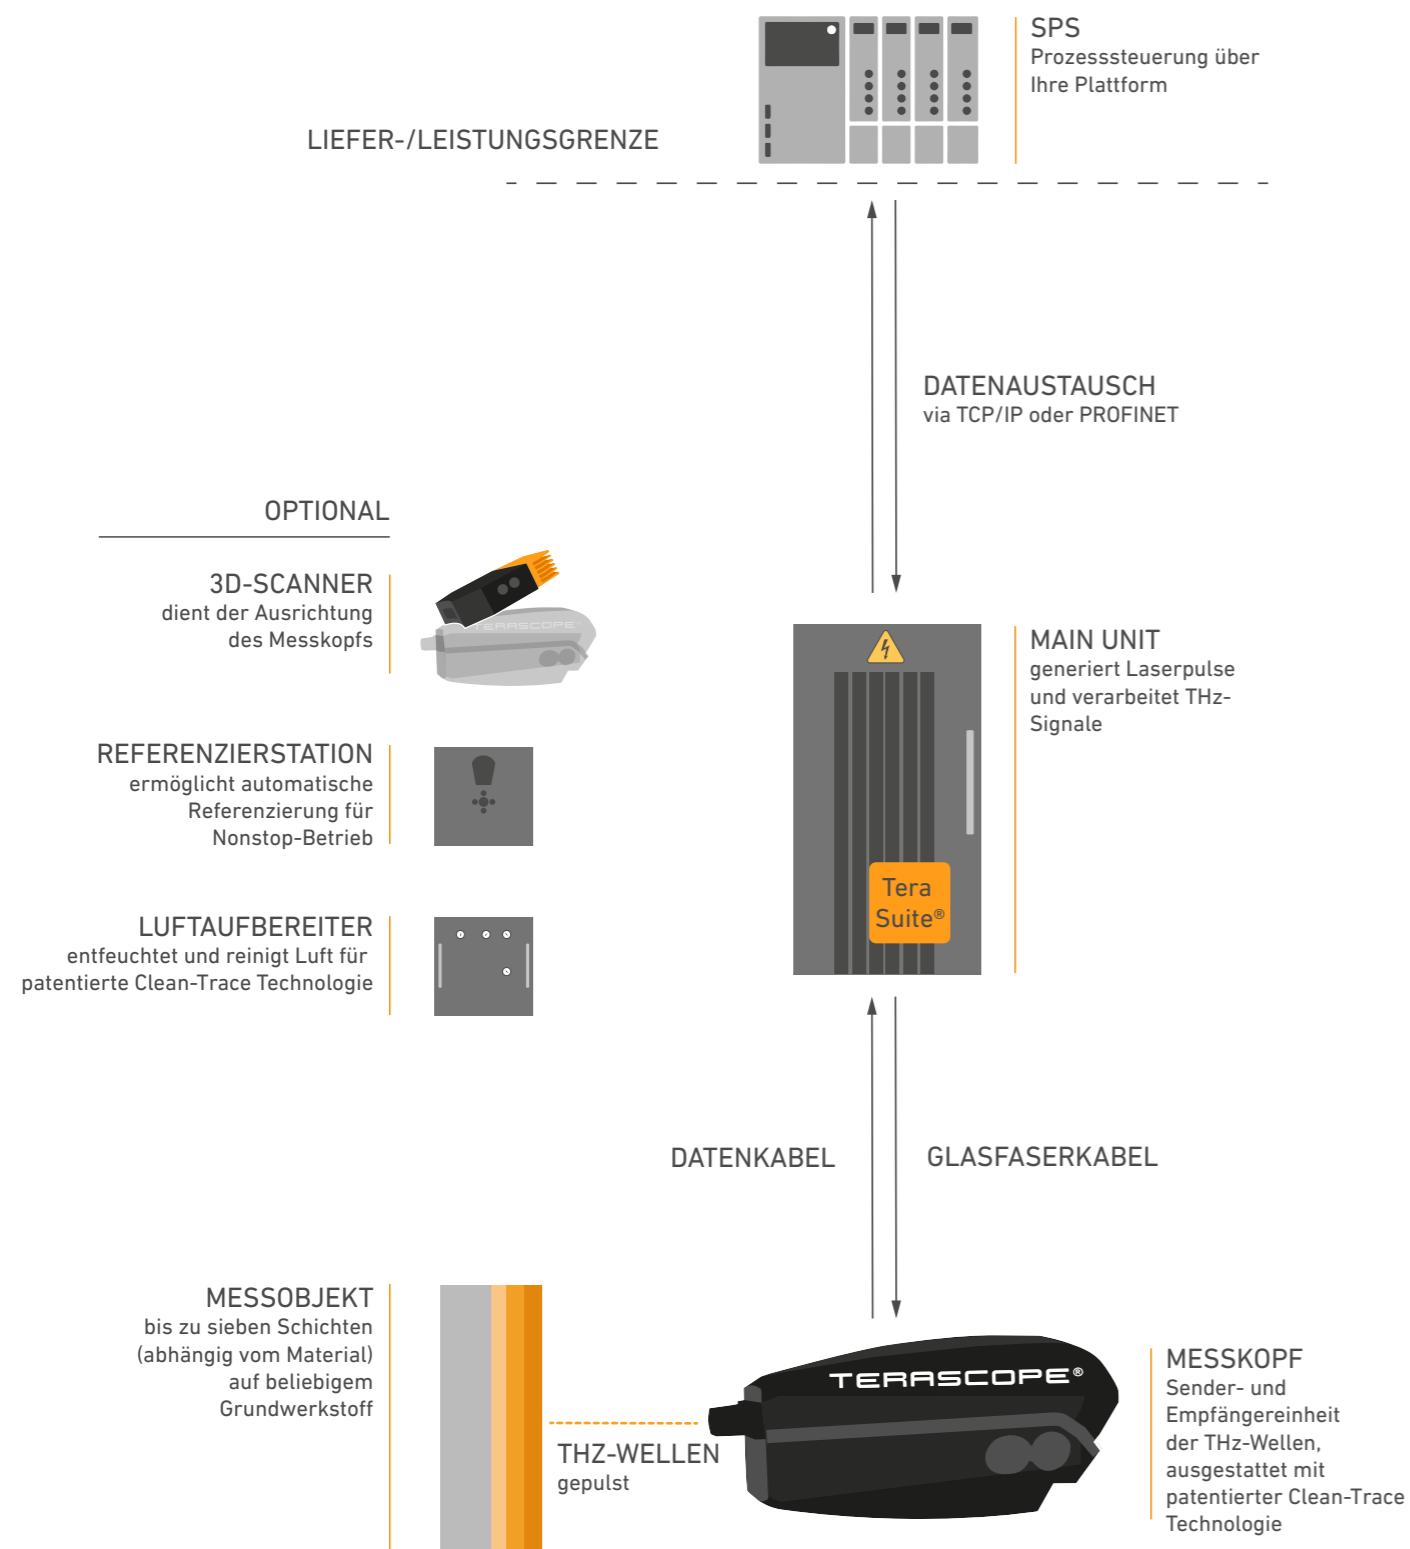 SPS
Prozesssteuerung über
Ihre Plattform
LIEFER-/LEISTUNGSGRENZE
DATENAUSTAUSCH
via TCP/IP oder PROFINET
OPTIONAL
3D-SCANNER
dient der Ausrichtung
des Messkopfs
TERASCOPE®
REFERENZIERSTATION
ermöglicht automatische
Referenzierung für
Nonstop-Betrieb
LUFTAUFBEREITER
entfeuchtet und reinigt Luft für
patentierte Clean-Trace Technologie
MAIN UNIT
generiert Laserpulse
und verarbeitet THz-
Signale
Tera
Suite®
DATENKABEL
GLASFASERKABEL
MESSOBJEKT
bis zu sieben Schichten
(abhängig vom Material)
auf beliebigem
Grundwerkstoff
THZ-WELLEN
gepulst
TERASCOPE®
MESSKOPF
Sender- und
Empfängereinheit
der THz-Wellen,
ausgestattet mit
patentierter Clean-Trace
Technologie